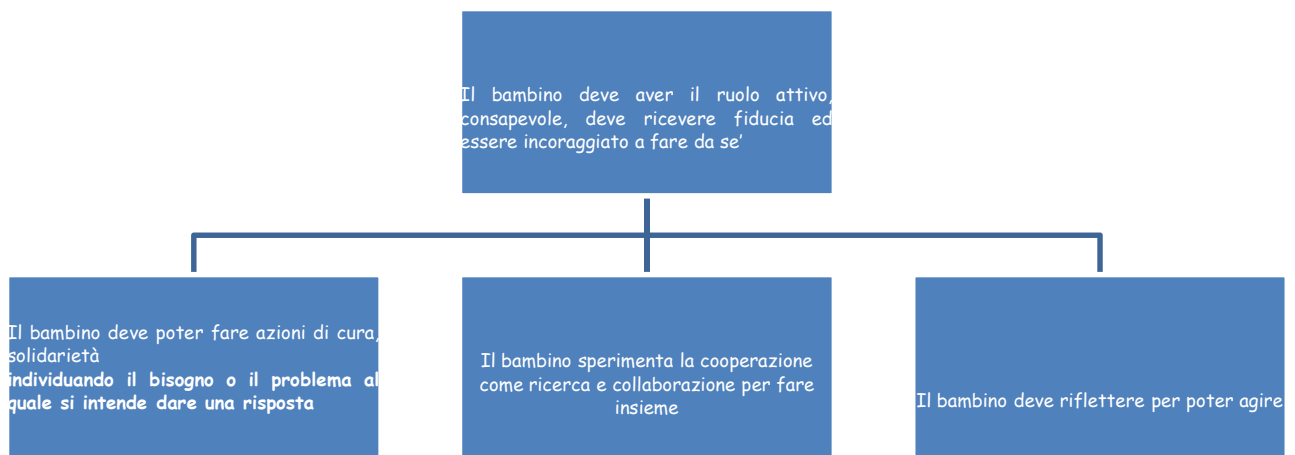 Il bambino deve aver il ruolo attivo,
consapevole, deve ricevere fiducia ed
essere incoraggiato a fare da se'
Il bambino deve poter fare azioni di cura,
solidarietà
individuando il bisogno o il problema al
quale si intende dare una risposta
Il bambino sperimenta la cooperazione
come ricerca e collaborazione per fare
insieme
Il bambino deve riflettere per poter agire